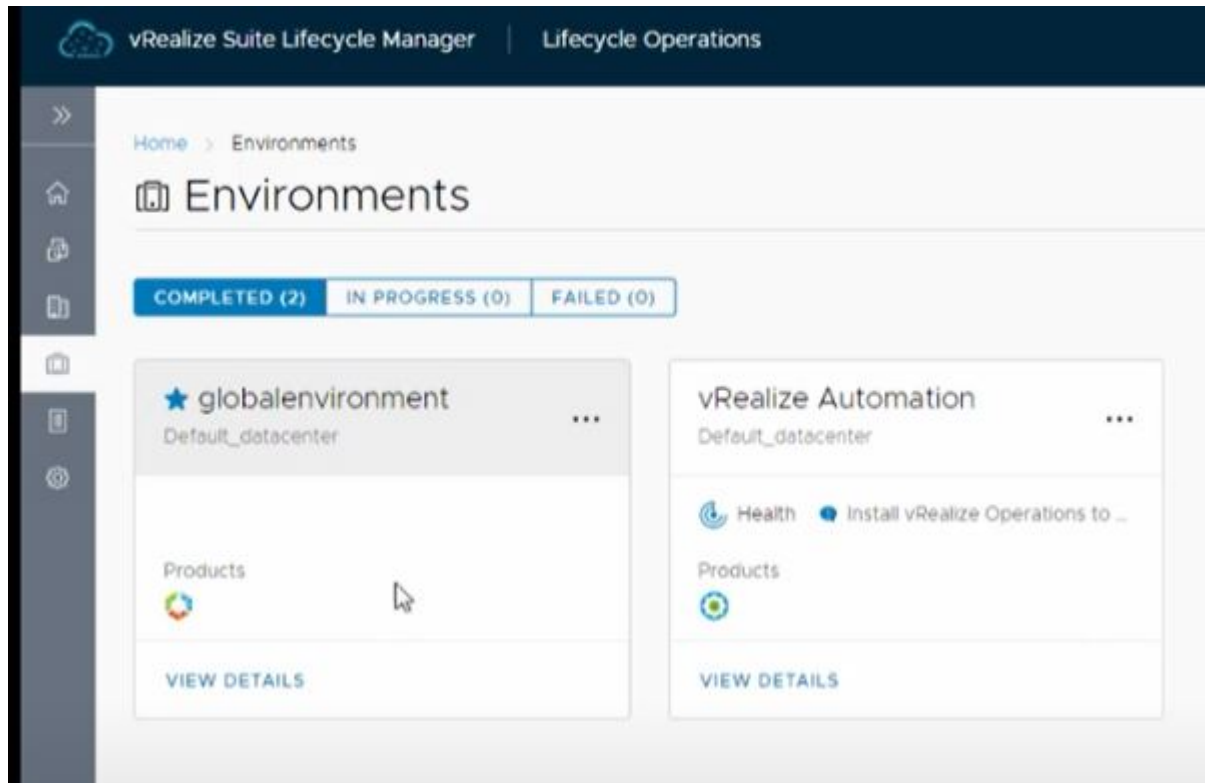 vRealize Suite Lifecycle Manager | Lifecycle Operations
Home > Environments
Environments
COMPLETED (2) IN PROGRESS (0) FAILED (0)
globalenvironment
Default_datacenter
Products
VIEW DETAILS
vRealize Automation
Default_datacenter
Health Install vRealize Operations to ...
Products
VIEW DETAILS